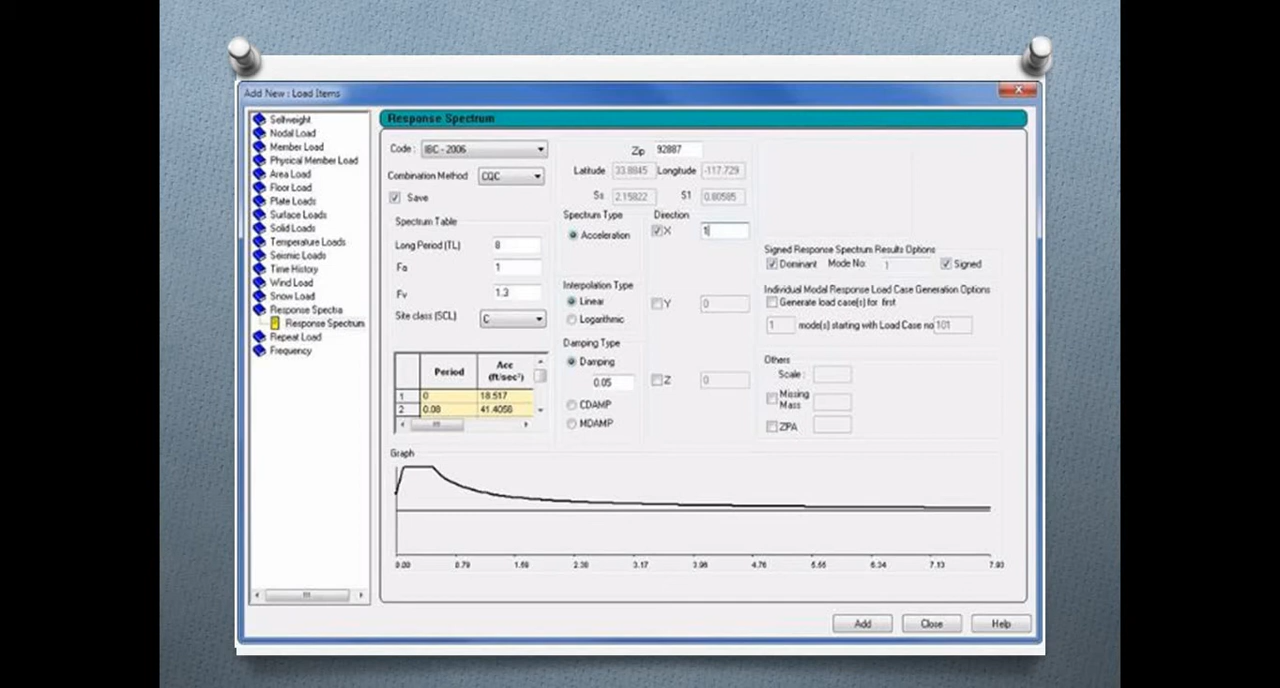 Add New : Load Items
Selfweight
Nodal Load
Member Load
Physical Member Load
Area Load
Floor Load
Plate Loads
Surface Loads
Solid Loads
Temperature Loads
Seismic Loads
Time History
Wind Load
Snow Load
Response Spectra
Response Spectrum
Repeat Load
Frequency
Response Spectrum
Code : IBC - 2006
Combination Method CQC
Save
Spectrum Table
Long Period (TL) 8
Fa 1
Fv 1.3
Site class (SCL) C
Period Acc (ft/sec²)
1 0 18.517
2 0.08 41.4056
Zip 92887
Latitude 33.8845 Longitude -117.729
Ss 2.15822 S1 0.80585
Spectrum Type
Acceleration
Interpolation Type
Linear
Logarithmic
Damping Type
Damping
0.05
CDAMP
MDAMP
Direction
X 1
Y 0
Z 0
Signed Response Spectrum Results Options
Dominant Mode No: 1 Signed
Individual Modal Response Load Case Generation Options
Generate load case(s) for first
1 mode(s) starting with Load Case no 101
Others
Scale :
Missing Mass
ZPA
Graph
0.00 0.79 1.58 2.38 3.17 3.96 4.76 5.55 6.34 7.13 7.93
Add Close Help